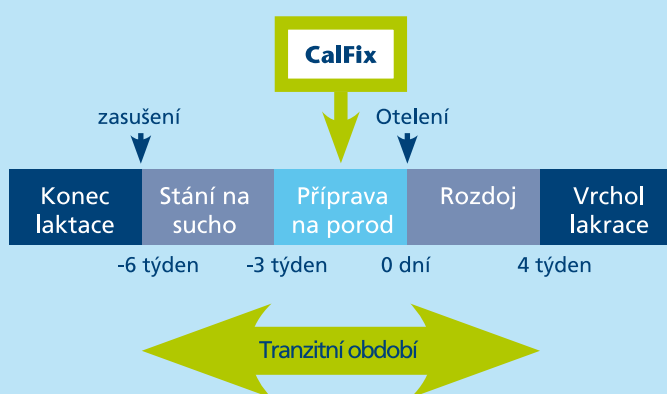 CalFix
zasušení
Otelení
Konec
laktace
Stání na
sucho
Příprava
na porod
Rozdoj
Vrchol
lakrace
-6 týden
-3 týden
0 dní
4 týden
Tranzitní období